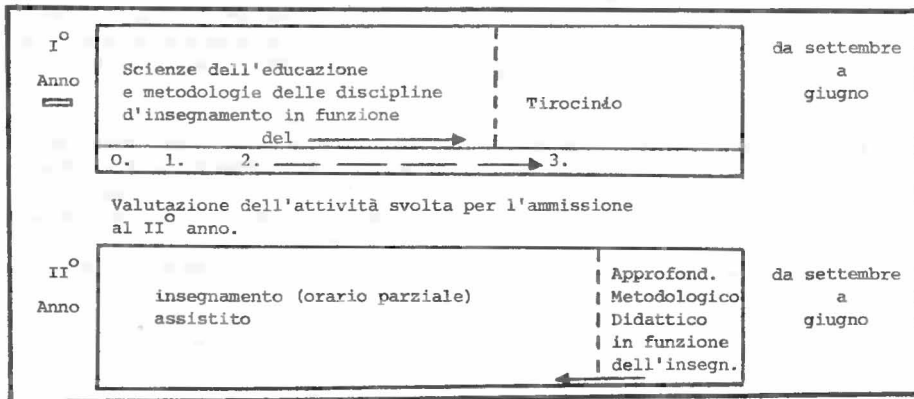 I°
Anno
Scienze dell'educazione
e metodologie delle discipline
d'insegnamento in funzione
del
Tirocinio
da settembre
a
giugno
O. 1. 2. 3.
Valutazione dell'attività svolta per l'ammissione
al II° anno.
II°
Anno
insegnamento (orario parziale)
assistito
Approfond.
Metodologico
Didattico
in funzione
dell'insegn.
da settembre
a
giugno